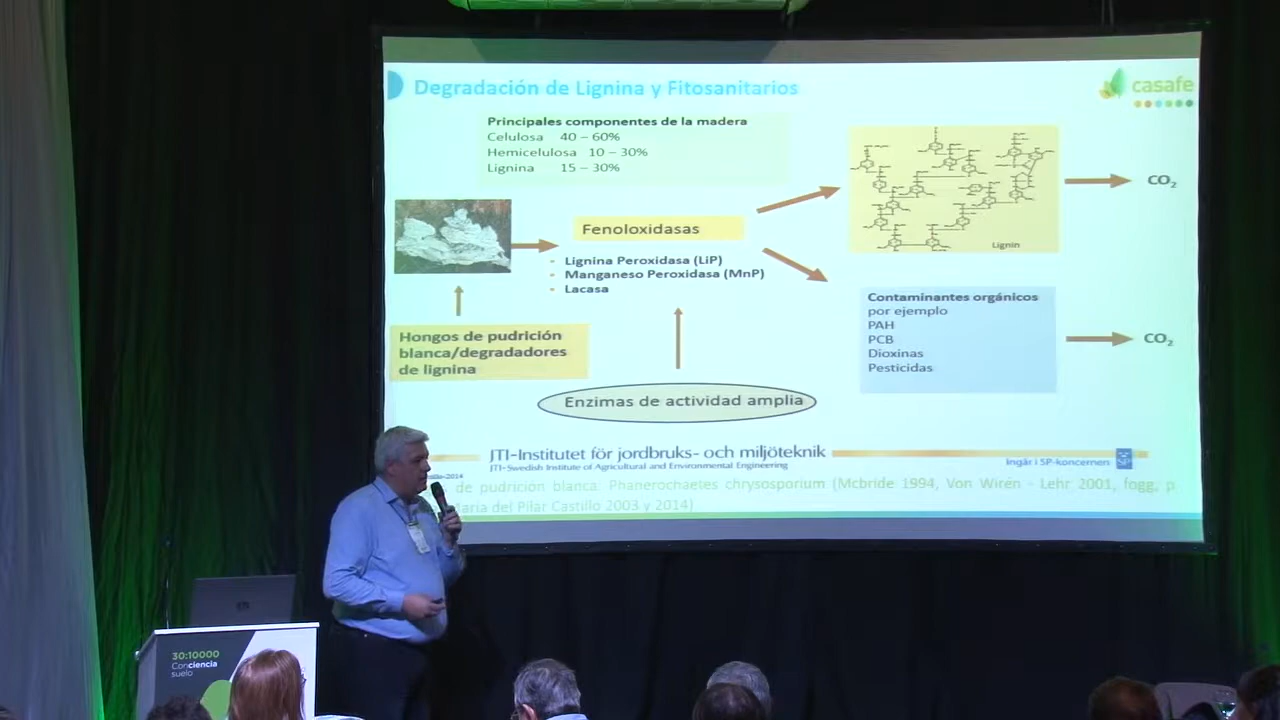 Degradación de Lignina y Fitosanitarios
casafe
Principales componentes de la madera
Celulosa 40 – 60%
Hemicelulosa 10 – 30%
Lignina 15 – 30%
Fenoloxidasas
• Lignina Peroxidasa (LiP)
• Manganeso Peroxidasa (MnP)
• Lacasa
Lignin
CO₂
Contaminantes orgánicos
por ejemplo
PAH
PCB
Dioxinas
Pesticidas
CO₂
Hongos de pudrición
blanca/degradadores
de lignina
Enzimas de actividad amplia
JTI-Institutet för jordbruks- och miljöteknik
JTI-Swedish Institute of Agricultural and Environmental Engineering
Ingår i SP-koncernen
SP
2014
de pudrición blanca. Phanerochaetes chrysosporium (Mcbride 1994, Von Wirén - Lehr 2001, fogg, p
del Pilar Castillo 2003 y 2014)
30:10000
Conciencia
suelo